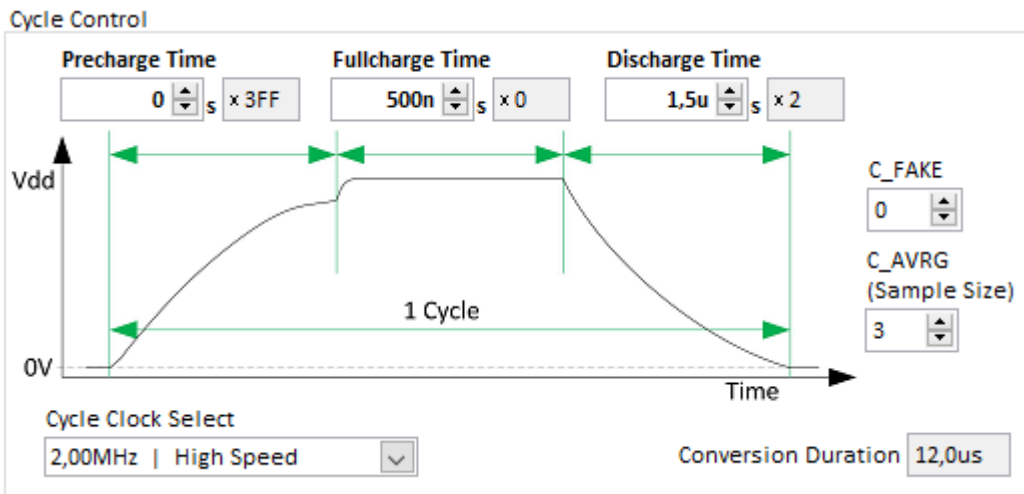 Cycle Control
Precharge Time Fullcharge Time Discharge Time
0 s x 3FF 500n s x 0 1,5u s x 2
Vdd
C_FAKE
0
C_AVRG
(Sample Size)
1 Cycle
3
0V
Time
Cycle Clock Select
2,00MHz | High Speed
Conversion Duration 12,0us